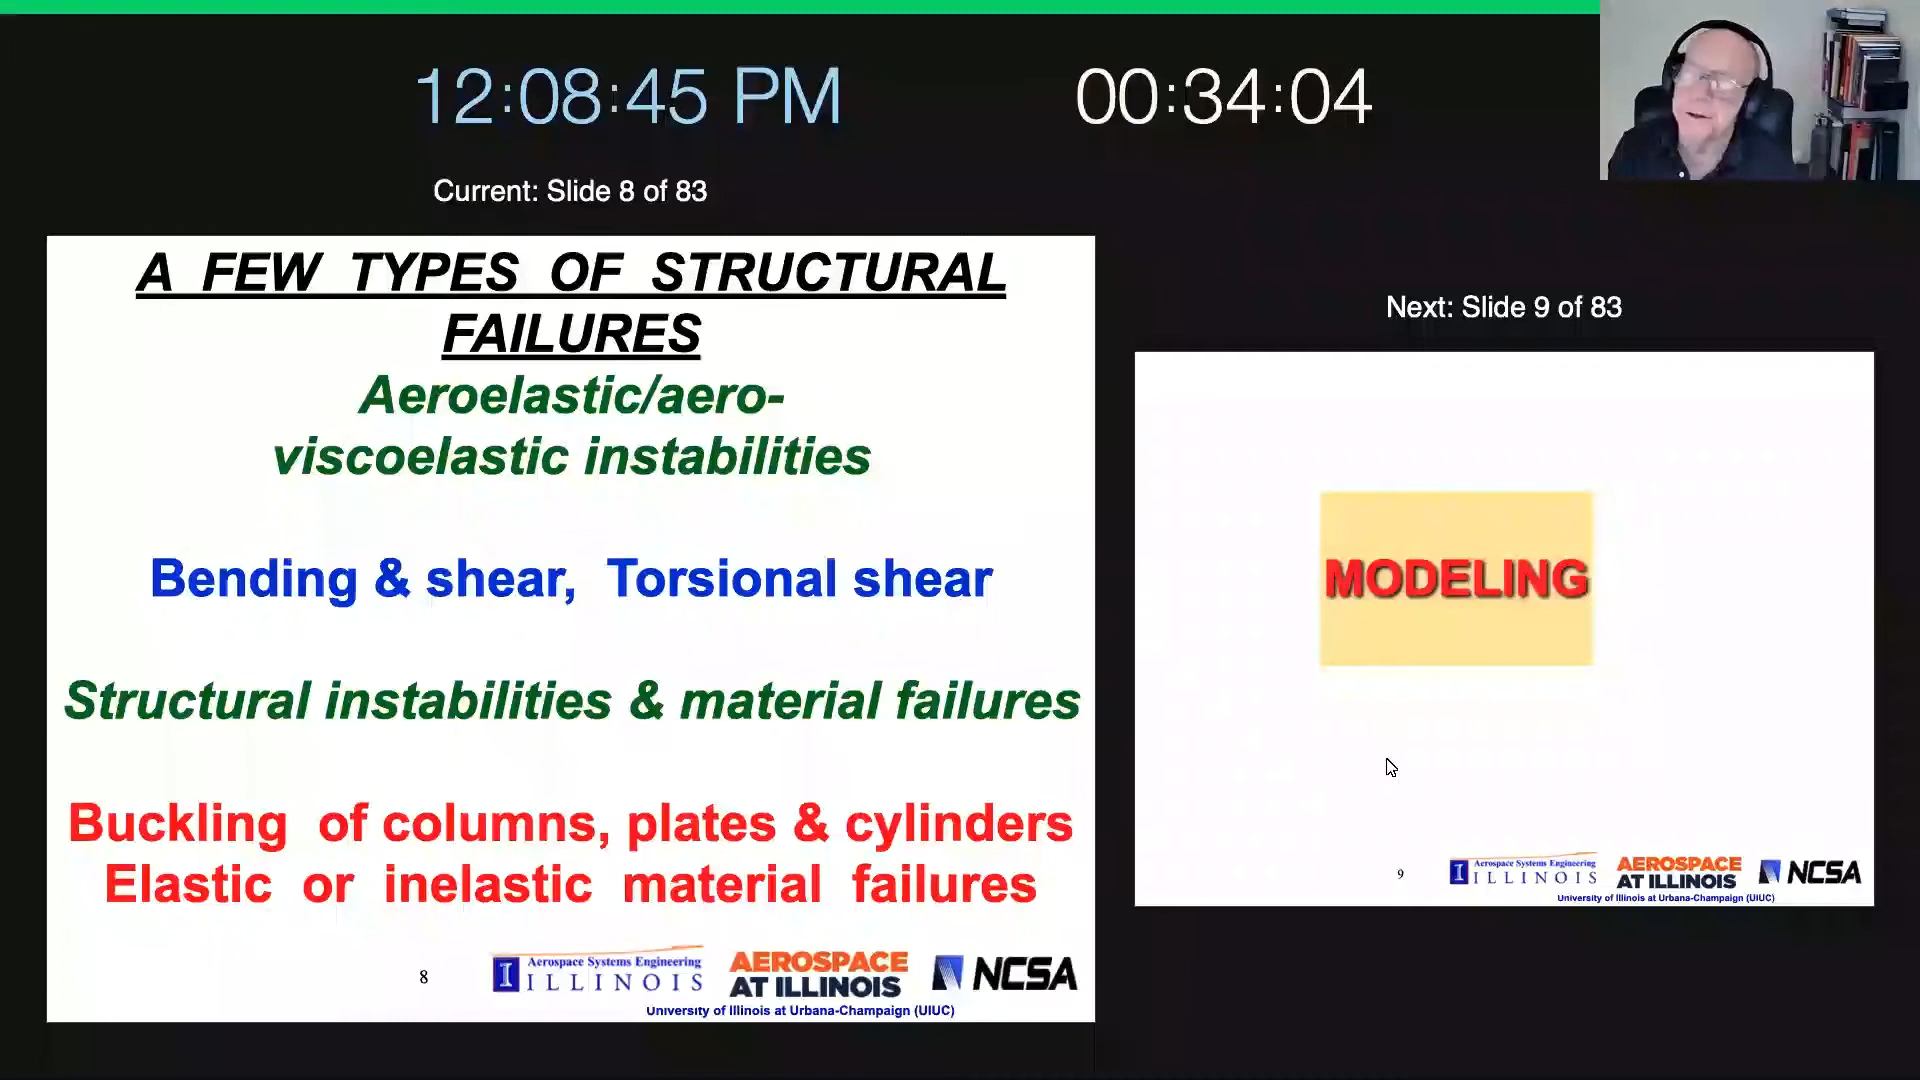 12:08:45 PM
00:34:04
Current: Slide 8 of 83
A FEW TYPES OF STRUCTURAL
FAILURES
Aeroelastic/aero-
viscoelastic instabilities
Bending & shear, Torsional shear
Structural instabilities & material failures
Buckling of columns, plates & cylinders
Elastic or inelastic material failures
8
I
Aerospace Systems Engineering
ILLINOIS
AEROSPACE
AT ILLINOIS
NCSA
University of Illinois at Urbana-Champaign (UIUC)
Next: Slide 9 of 83
MODELING
9
I
Aerospace Systems Engineering
ILLINOIS
AEROSPACE
AT ILLINOIS
NCSA
University of Illinois at Urbana-Champaign (UIUC)